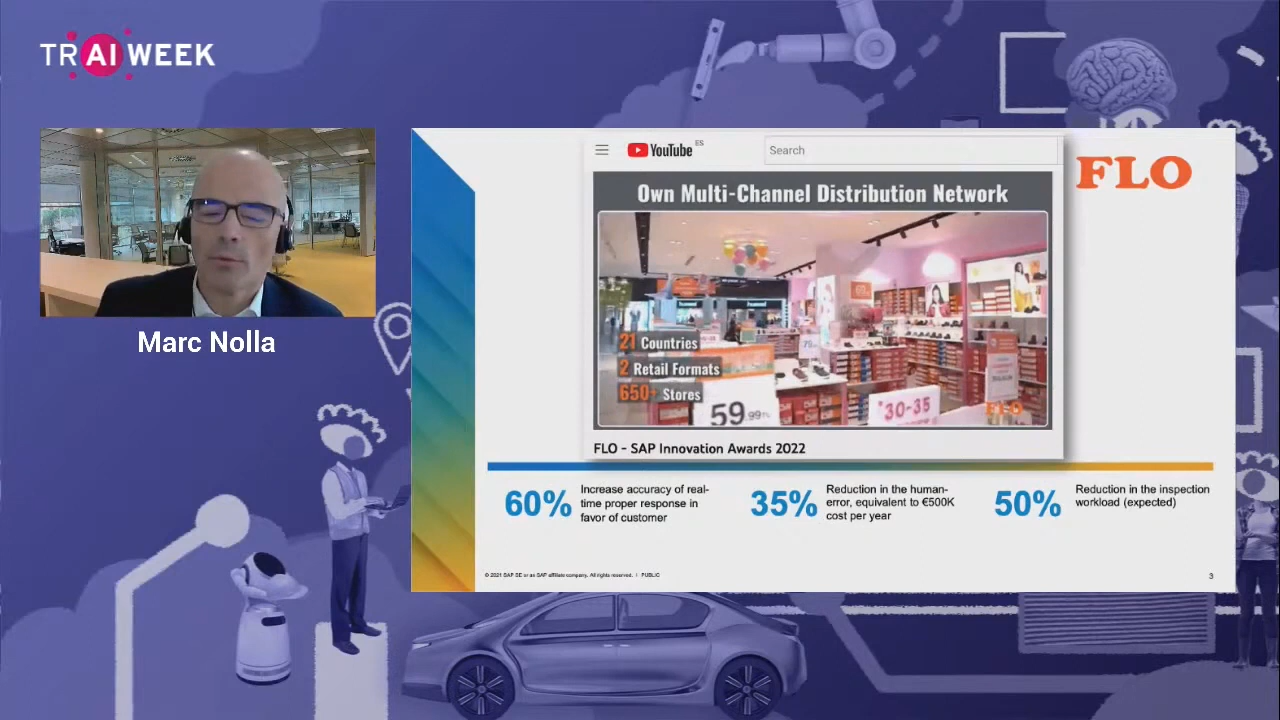 TRAI WEEK
Marc Nolla
YouTube ES
Search
FLO
Own Multi-Channel Distribution Network
21 Countries
2 Retail Formats
650+ Stores
59.99TL
30-35
FLO
FLO - SAP Innovation Awards 2022
60%
Increase accuracy of real-
time proper response in
favor of customer
35%
Reduction in the human-
error, equivalent to €500K
cost per year
50%
Reduction in the inspection
workload (expected)
© 2021 SAP SE or an SAP affiliate company. All rights reserved. I PUBLIC
3